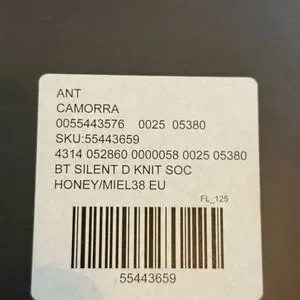 ANT
CAMORRA
0055443576 0025 05380
SKU:55443659
4314 052860 0000058 0025 05380
BT SILENT D KNIT SOC
HONEY/MIEL38 EU
FL_125
55443659